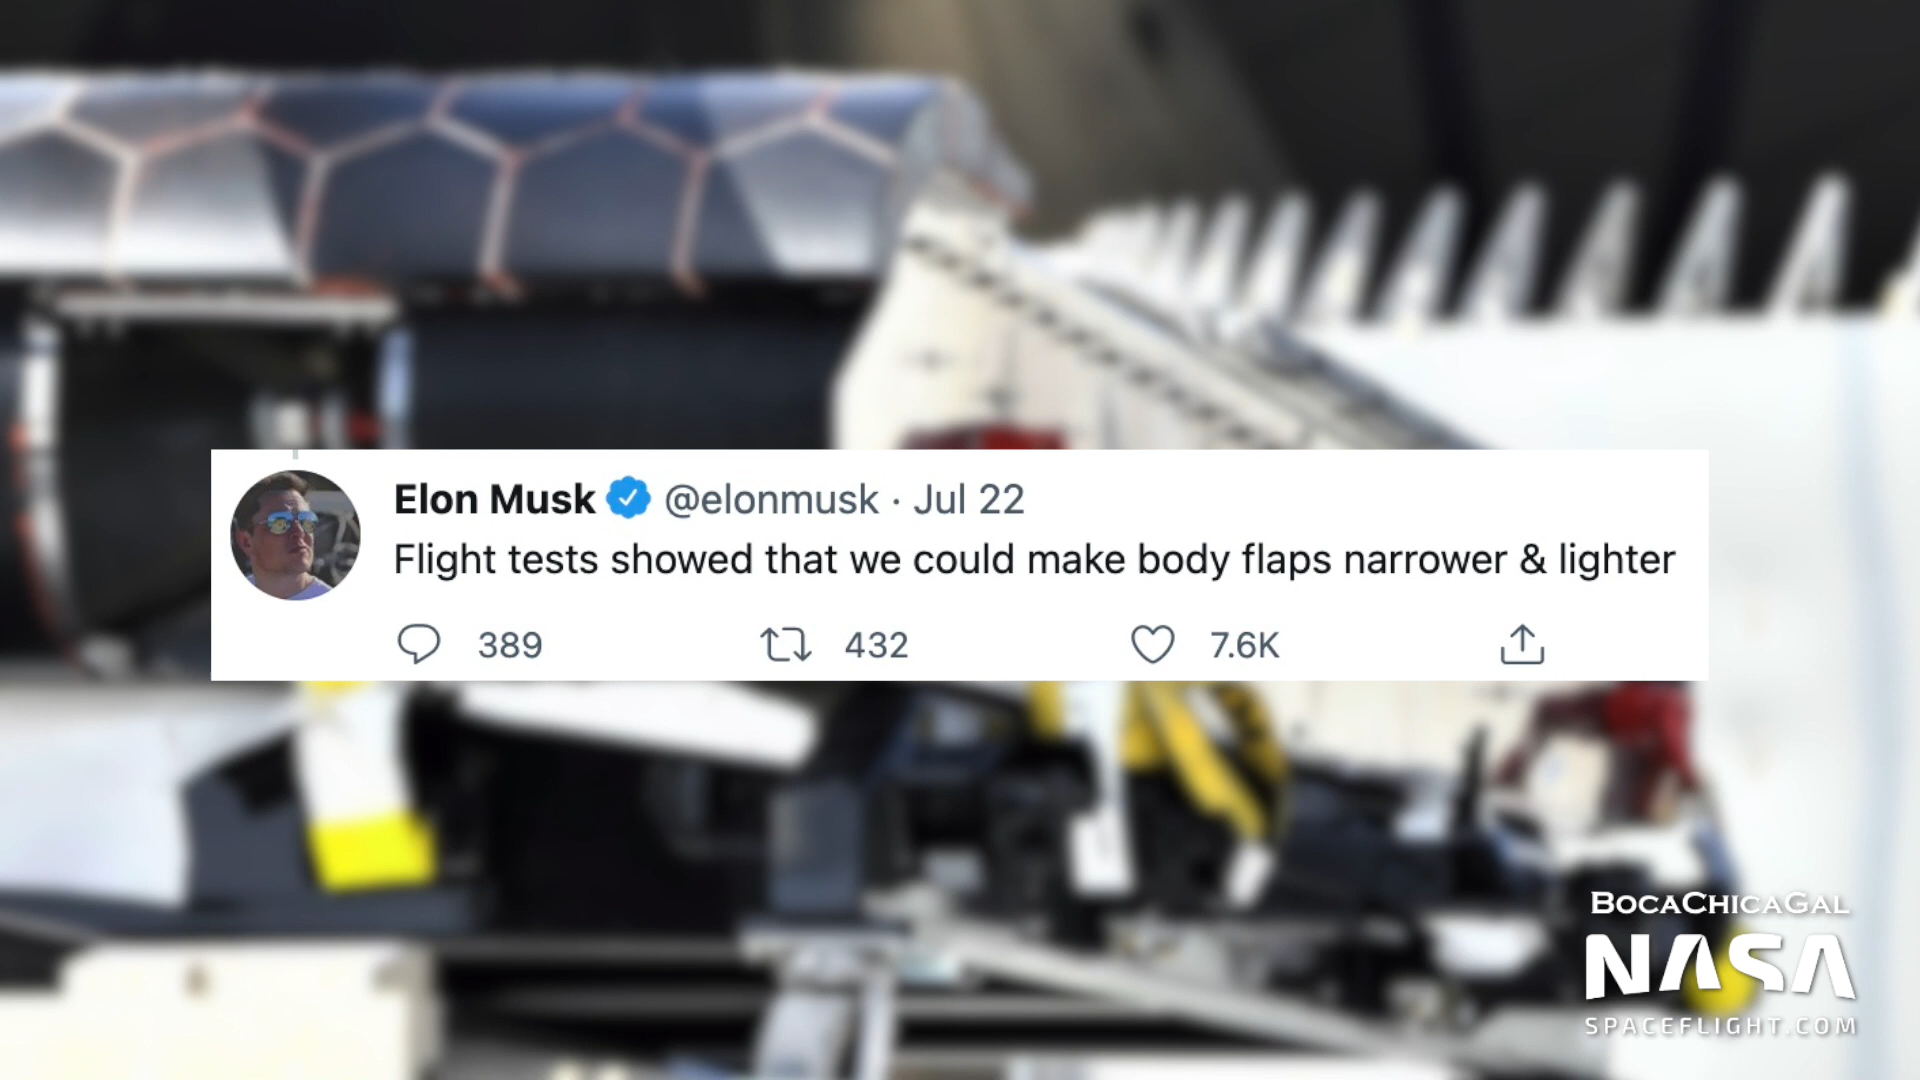 Elon Musk @elonmusk · Jul 22
Flight tests showed that we could make body flaps narrower & lighter
389 432 7.6K
BOCACHICAGAL
NASA
SPACEFLIGHT.COM